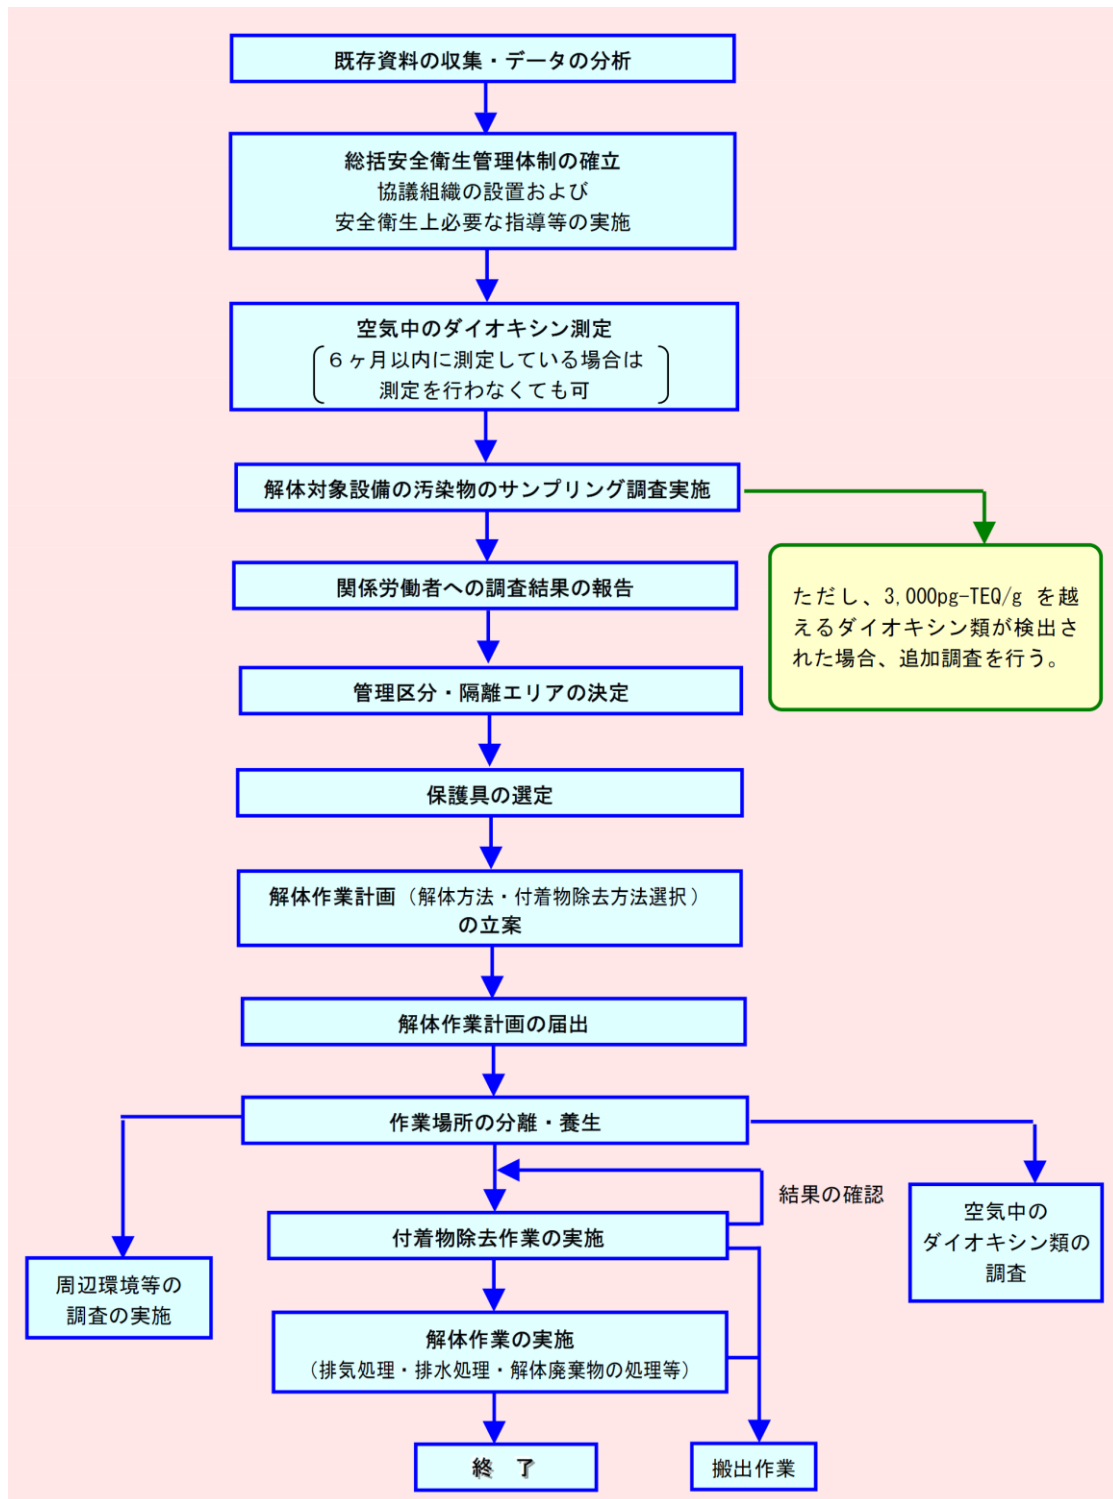 既存資料の収集・データの分析
総括安全衛生管理体制の確立
協議組織の設置および
安全衛生上必要な指導等の実施
空気中のダイオキシン測定
６ヶ月以内に測定している場合は
測定を行わなくても可
解体対象設備の汚染物のサンプリング調査実施
関係労働者への調査結果の報告
ただし、3,000pg-TEQ/g を越
えるダイオキシン類が検出さ
れた場合、追加調査を行う。
管理区分・隔離エリアの決定
保護具の選定
解体作業計画（解体方法・付着物除去方法選択）
の立案
解体作業計画の届出
作業場所の分離・養生
結果の確認
付着物除去作業の実施
空気中の
ダイオキシン類の
調査
周辺環境等の
調査の実施
解体作業の実施
（排気処理・排水処理・解体廃棄物の処理等）
終　了
搬出作業